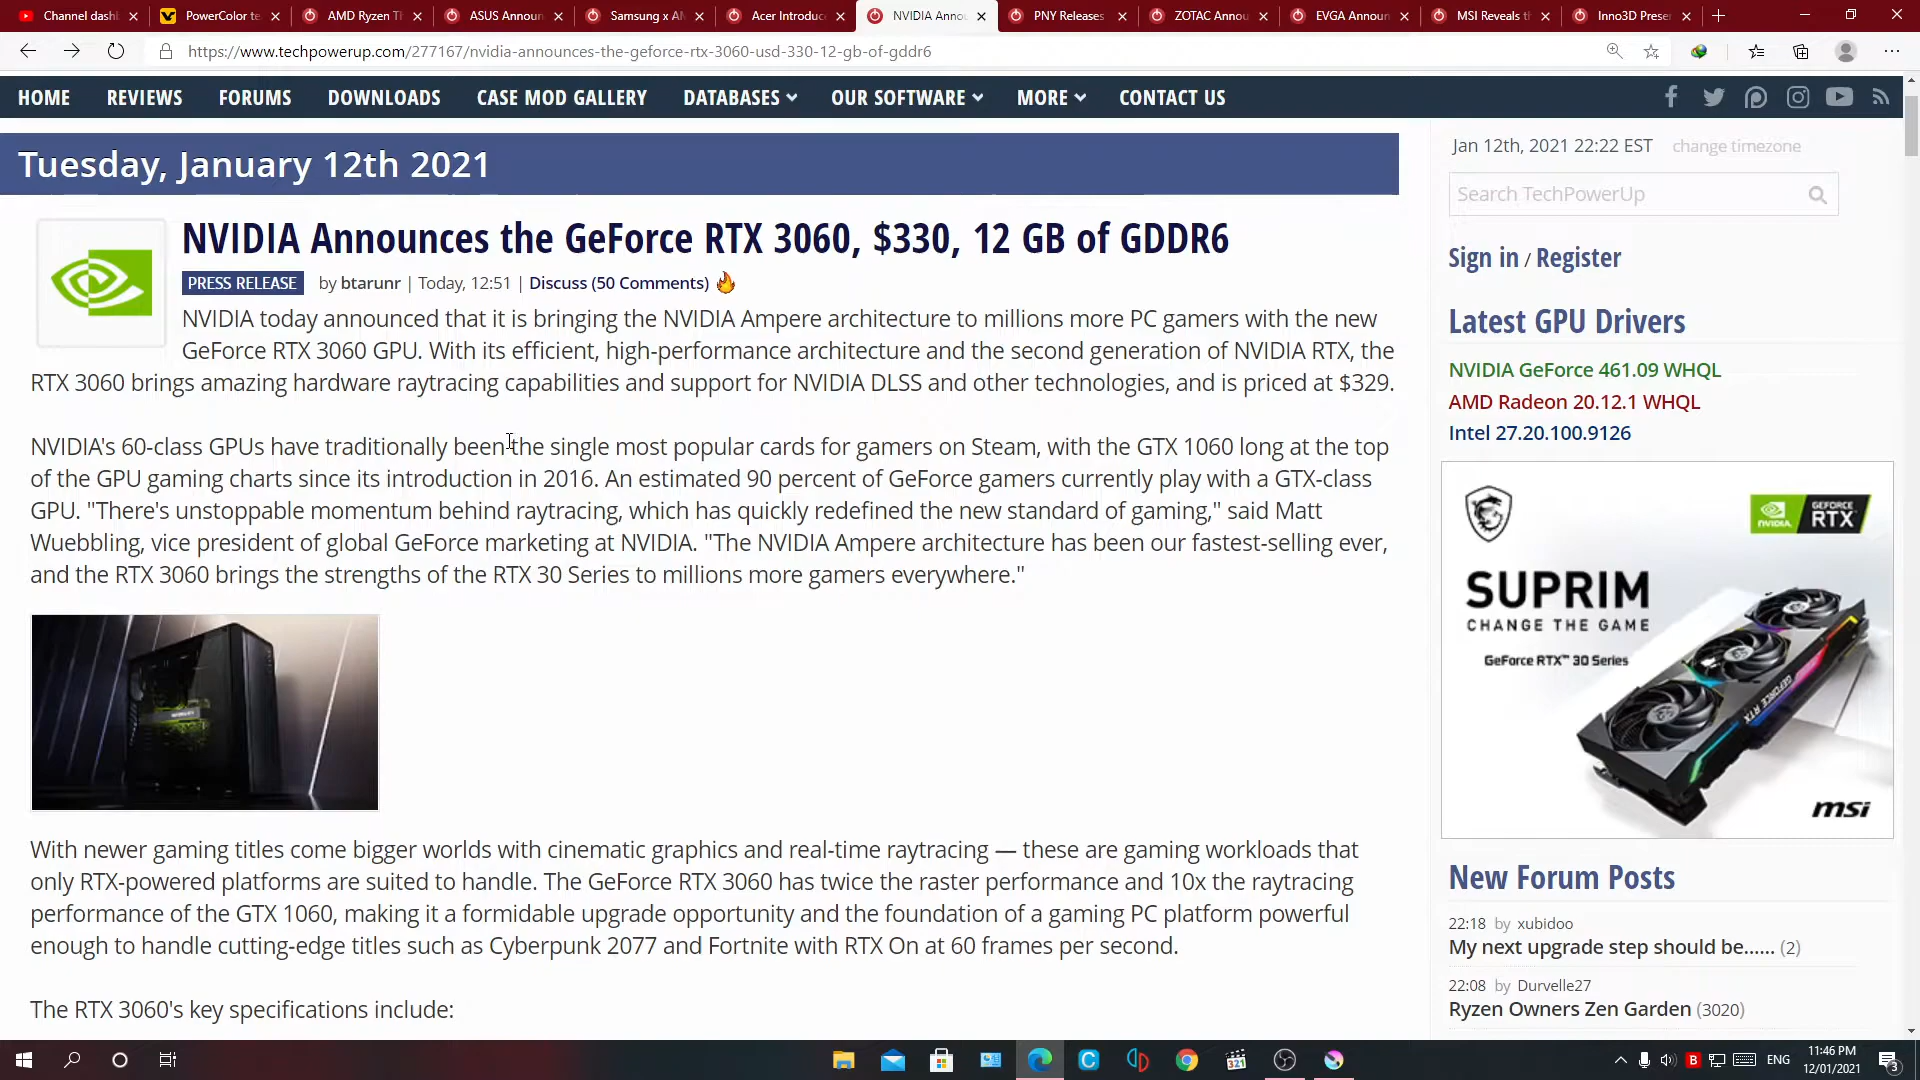 Channel dash
PowerColor te
AMD Ryzen T
ASUS Announ
Samsung x AM
Acer Introduc
NVIDIA Annou
PNY Releases
ZOTAC Annou
EVGA Announ
MSI Reveals t
Inno3D Presen
https://www.techpowerup.com/277167/nvidia-announces-the-geforce-rtx-3060-usd-330-12-gb-of-gddr6
HOME REVIEWS FORUMS DOWNLOADS CASE MOD GALLERY DATABASES OUR SOFTWARE MORE CONTACT US
Tuesday, January 12th 2021
NVIDIA Announces the GeForce RTX 3060, $330, 12 GB of GDDR6
PRESS RELEASE by btarunr | Today, 12:51 | Discuss (50 Comments)
NVIDIA today announced that it is bringing the NVIDIA Ampere architecture to millions more PC gamers with the new
GeForce RTX 3060 GPU. With its efficient, high-performance architecture and the second generation of NVIDIA RTX, the
RTX 3060 brings amazing hardware raytracing capabilities and support for NVIDIA DLSS and other technologies, and is priced at $329.
NVIDIA's 60-class GPUs have traditionally been the single most popular cards for gamers on Steam, with the GTX 1060 long at the top
of the GPU gaming charts since its introduction in 2016. An estimated 90 percent of GeForce gamers currently play with a GTX-class
GPU. "There's unstoppable momentum behind raytracing, which has quickly redefined the new standard of gaming," said Matt
Wuebbling, vice president of global GeForce marketing at NVIDIA. "The NVIDIA Ampere architecture has been our fastest-selling ever,
and the RTX 3060 brings the strengths of the RTX 30 Series to millions more gamers everywhere."
With newer gaming titles come bigger worlds with cinematic graphics and real-time raytracing — these are gaming workloads that
only RTX-powered platforms are suited to handle. The GeForce RTX 3060 has twice the raster performance and 10x the raytracing
performance of the GTX 1060, making it a formidable upgrade opportunity and the foundation of a gaming PC platform powerful
enough to handle cutting-edge titles such as Cyberpunk 2077 and Fortnite with RTX On at 60 frames per second.
The RTX 3060's key specifications include:
Jan 12th, 2021 22:22 EST change timezone
Search TechPowerUp
Sign in / Register
Latest GPU Drivers
NVIDIA GeForce 461.09 WHQL
AMD Radeon 20.12.1 WHQL
Intel 27.20.100.9126
NVIDIA. GEFORCE RTX
SUPRIM
CHANGE THE GAME
GeForce RTX™ 30 Series
GEFORCE RTX
msi
New Forum Posts
22:18 by xubidoo
My next upgrade step should be...... (2)
22:08 by Durvelle27
Ryzen Owners Zen Garden (3020)
321
ENG
11:46 PM
12/01/2021
3